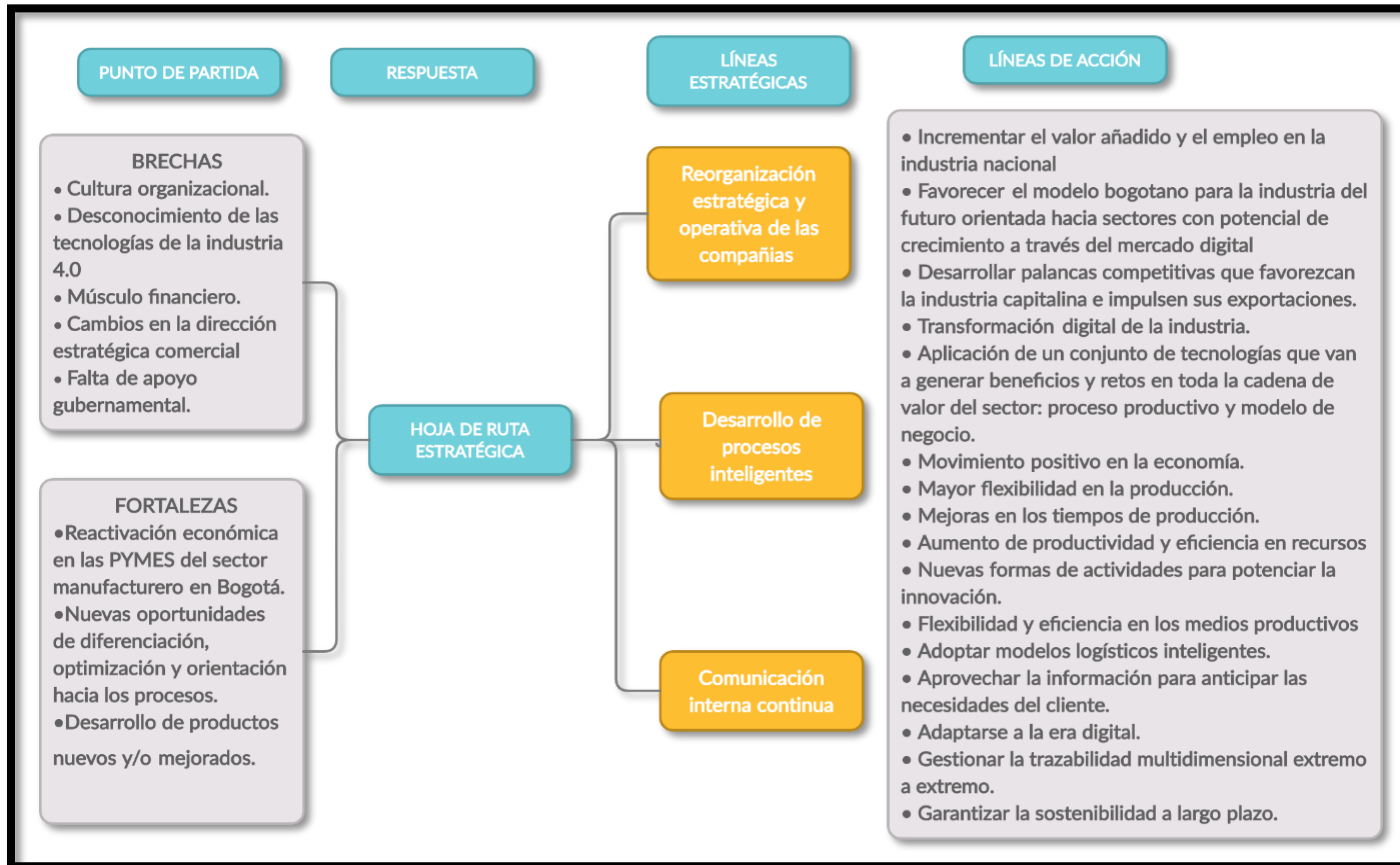 PUNTO DE PARTIDA
RESPUESTA
LÍNEAS
ESTRATÉGICAS
LÍNEAS DE ACCIÓN
BRECHAS
• Cultura organizacional.
• Desconocimiento de las
tecnologías de la industria
4.0
• Músculo financiero.
• Cambios en la dirección
estratégica comercial
• Falta de apoyo
gubernamental.
FORTALEZAS
•Reactivación económica
en las PYMES del sector
manufacturero en Bogotá.
•Nuevas oportunidades
de diferenciación,
optimización y orientación
hacia los procesos.
•Desarrollo de productos
nuevos y/o mejorados.
HOJA DE RUTA
ESTRATÉGICA
Reorganización
estratégica y
operativa de las
compañias
Desarrollo de
procesos
inteligentes
Comunicación
interna continua
• Incrementar el valor añadido y el empleo en la
industria nacional
• Favorecer el modelo bogotano para la industria del
futuro orientada hacia sectores con potencial de
crecimiento a través del mercado digital
• Desarrollar palancas competitivas que favorezcan
la industria capitalina e impulsen sus exportaciones.
• Transformación digital de la industria.
• Aplicación de un conjunto de tecnologías que van
a generar beneficios y retos en toda la cadena de
valor del sector: proceso productivo y modelo de
negocio.
• Movimiento positivo en la economía.
• Mayor flexibilidad en la producción.
• Mejoras en los tiempos de producción.
• Aumento de productividad y eficiencia en recursos
• Nuevas formas de actividades para potenciar la
innovación.
• Flexibilidad y eficiencia en los medios productivos
• Adoptar modelos logísticos inteligentes.
• Aprovechar la información para anticipar las
necesidades del cliente.
• Adaptarse a la era digital.
• Gestionar la trazabilidad multidimensional extremo
a extremo.
• Garantizar la sostenibilidad a largo plazo.